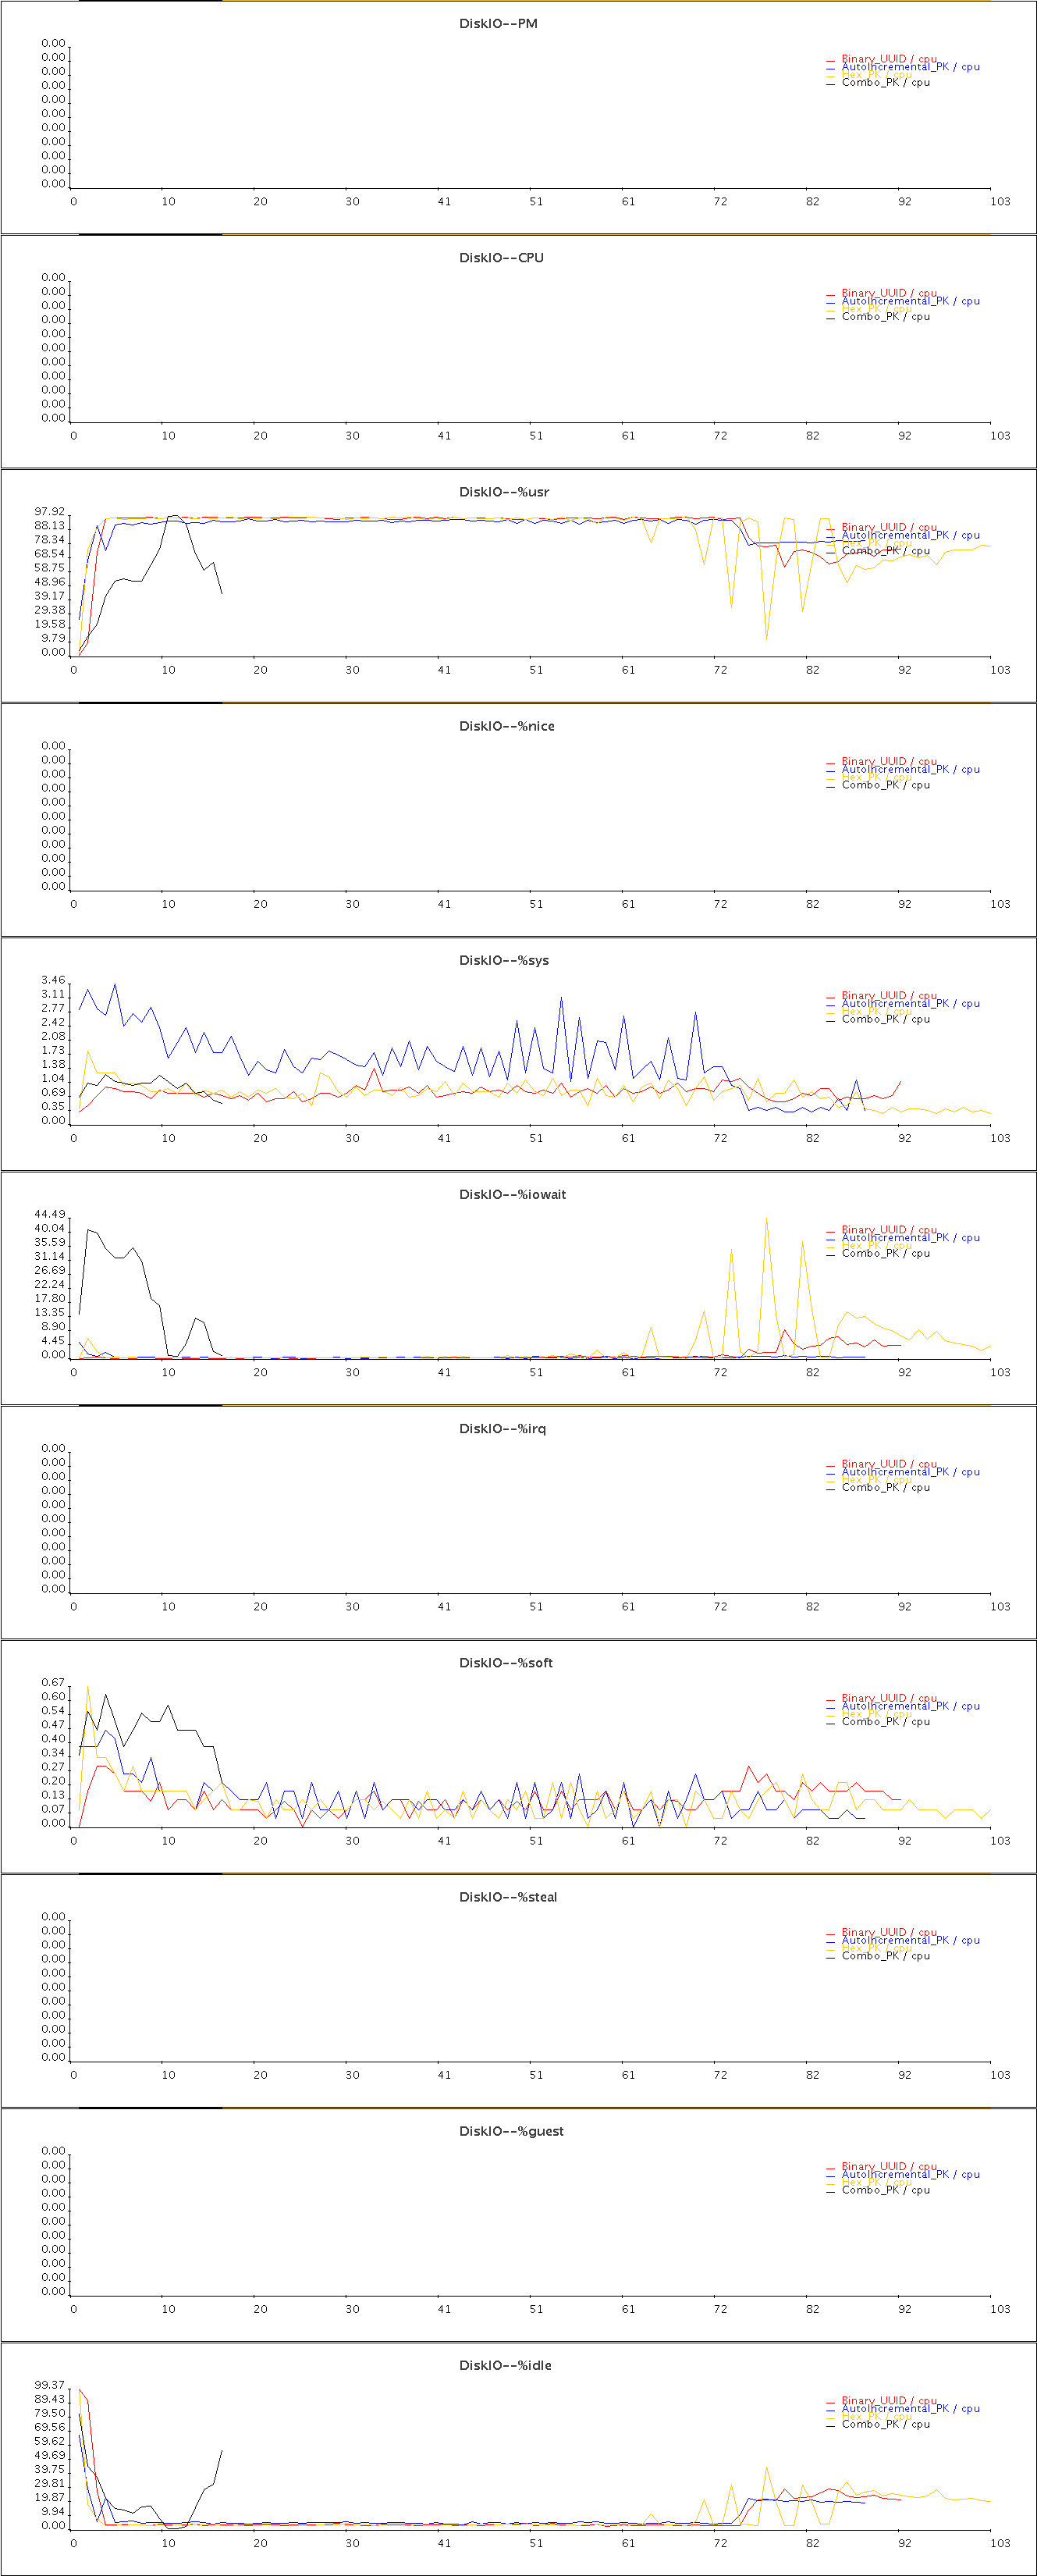 DiskIO--PM
0.00
0.00
0.00
0.00
0.00
0.00
0.00
0.00
0.00
0.00
0.00
Binary_UUID / cpu
AutoIncremental_PK / cpu
Hex_PK / cpu
Combo_PK / cpu
0 10 20 30 41 51 61 72 82 92 103
DiskIO--CPU
0.00
0.00
0.00
0.00
0.00
0.00
0.00
0.00
0.00
0.00
0.00
Binary_UUID / cpu
AutoIncremental_PK / cpu
Hex_PK / cpu
Combo_PK / cpu
0 10 20 30 41 51 61 72 82 92 103
DiskIO--%usr
97.92
88.13
78.34
68.54
58.75
48.96
39.17
29.38
19.58
9.79
0.00
Binary_UUID / cpu
AutoIncremental_PK / cpu
Hex_PK / cpu
Combo_PK / cpu
0 10 20 30 41 51 61 72 82 92 103
DiskIO--%nice
0.00
0.00
0.00
0.00
0.00
0.00
0.00
0.00
0.00
0.00
0.00
Binary_UUID / cpu
AutoIncremental_PK / cpu
Hex_PK / cpu
Combo_PK / cpu
0 10 20 30 41 51 61 72 82 92 103
DiskIO--%sys
3.46
3.11
2.77
2.42
2.08
1.73
1.38
1.04
0.69
0.35
0.00
Binary_UUID / cpu
AutoIncremental_PK / cpu
Hex_PK / cpu
Combo_PK / cpu
0 10 20 30 41 51 61 72 82 92 103
DiskIO--%iowait
44.49
40.04
35.59
31.14
26.69
22.24
17.80
13.35
8.90
4.45
0.00
Binary_UUID / cpu
AutoIncremental_PK / cpu
Hex_PK / cpu
Combo_PK / cpu
0 10 20 30 41 51 61 72 82 92 103
DiskIO--%irq
0.00
0.00
0.00
0.00
0.00
0.00
0.00
0.00
0.00
0.00
0.00
Binary_UUID / cpu
AutoIncremental_PK / cpu
Hex_PK / cpu
Combo_PK / cpu
0 10 20 30 41 51 61 72 82 92 103
DiskIO--%soft
0.67
0.60
0.54
0.47
0.40
0.34
0.27
0.20
0.13
0.07
0.00
Binary_UUID / cpu
AutoIncremental_PK / cpu
Hex_PK / cpu
Combo_PK / cpu
0 10 20 30 41 51 61 72 82 92 103
DiskIO--%steal
0.00
0.00
0.00
0.00
0.00
0.00
0.00
0.00
0.00
0.00
0.00
Binary_UUID / cpu
AutoIncremental_PK / cpu
Hex_PK / cpu
Combo_PK / cpu
0 10 20 30 41 51 61 72 82 92 103
DiskIO--%guest
0.00
0.00
0.00
0.00
0.00
0.00
0.00
0.00
0.00
0.00
0.00
Binary_UUID / cpu
AutoIncremental_PK / cpu
Hex_PK / cpu
Combo_PK / cpu
0 10 20 30 41 51 61 72 82 92 103
DiskIO--%idle
99.37
89.43
79.50
69.56
59.62
49.69
39.75
29.81
19.87
9.94
0.00
Binary_UUID / cpu
AutoIncremental_PK / cpu
Hex_PK / cpu
Combo_PK / cpu
0 10 20 30 41 51 61 72 82 92 103